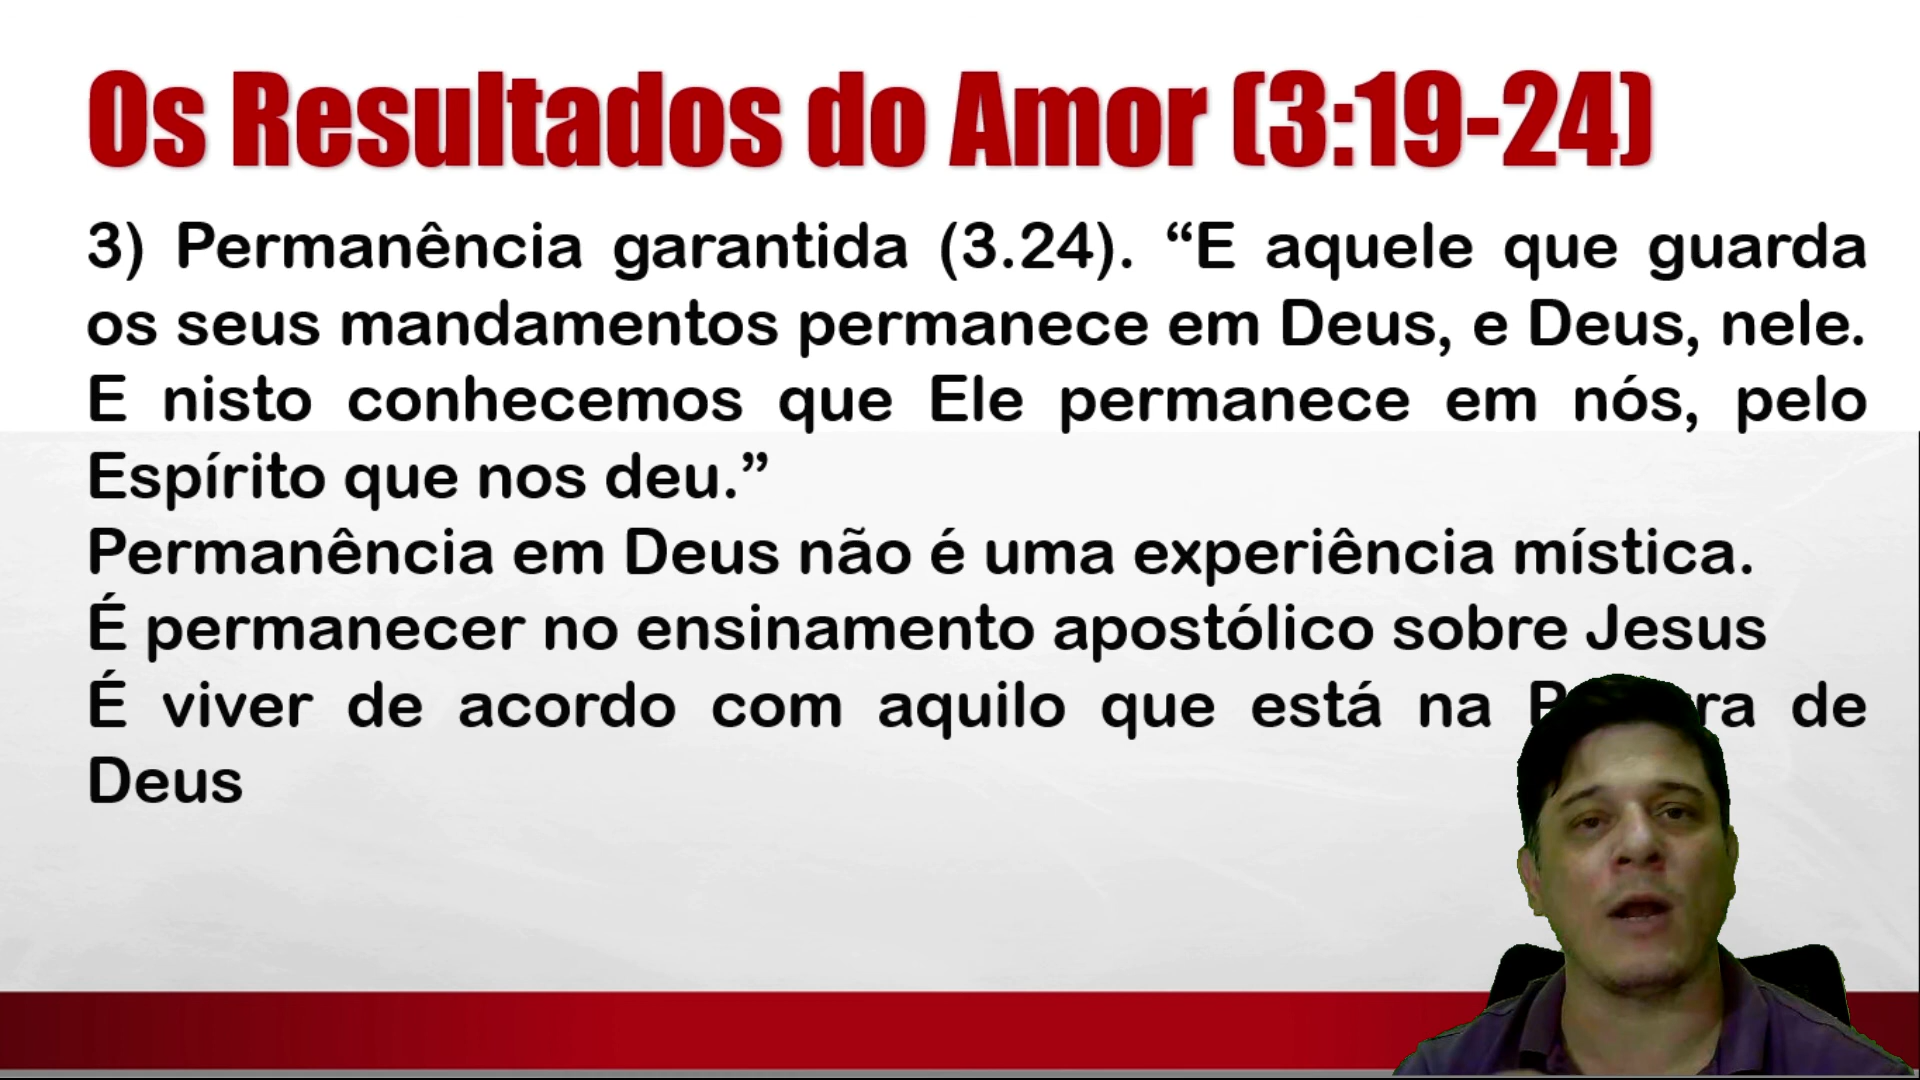 Os Resultados do Amor (3:19-24)
3) Permanência garantida (3.24). “E aquele que guarda
os seus mandamentos permanece em Deus, e Deus, nele.
E nisto conhecemos que Ele permanece em nós, pelo
Espírito que nos deu.”
Permanência em Deus não é uma experiência mística.
É permanecer no ensinamento apostólico sobre Jesus
É viver de acordo com aquilo que está na de
Deus